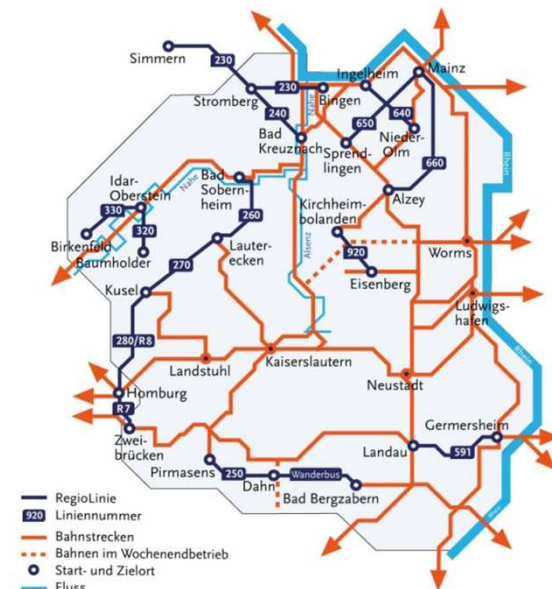 Simmern
230
Mainz
Ingelheim
230
Stromberg
Bingen
240
650
640
Nahe
Bad
Kreuznach
Nieder-
Olm
Sprend-
lingen
660
Rhein
Idar-
Oberstein
Nahe
Bad
Sobern-
heim
Alzey
Kirchheim-
bolanden
330
320
260
Birkenfeld
Baumholder
Lauter-
ecken
Alsenz
920
Worms
270
Eisenberg
Kusel
Ludwigs-
hafen
280/R8
Rhein
Landstuhl
Kaiserslautern
Neustadt
Homburg
R7
Germersheim
Zwei-
brücken
Landau
591
Pirmasens
250
Dahn
Wanderbus
Bad Bergzabern
Rhein
RegioLinie
920 Liniennummer
Bahnstrecken
Bahnen im Wochenendbetrieb
Start- und Zielort
Fluss